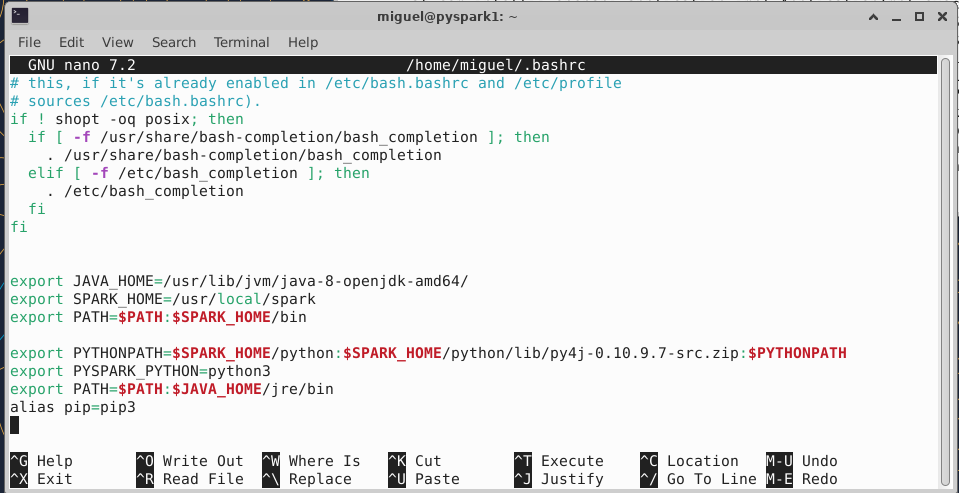 miguel@pyspark1: ~
File Edit View Search Terminal Help
GNU nano 7.2 /home/miguel/.bashrc
# this, if it's already enabled in /etc/bash.bashrc and /etc/profile
# sources /etc/bash.bashrc).
if ! shopt -oq posix; then
  if [ -f /usr/share/bash-completion/bash_completion ]; then
    . /usr/share/bash-completion/bash_completion
  elif [ -f /etc/bash_completion ]; then
    . /etc/bash_completion
  fi
fi
export JAVA_HOME=/usr/lib/jvm/java-8-openjdk-amd64/
export SPARK_HOME=/usr/local/spark
export PATH=$PATH:$SPARK_HOME/bin
export PYTHONPATH=$SPARK_HOME/python:$SPARK_HOME/python/lib/py4j-0.10.9.7-src.zip:$PYTHONPATH
export PYSPARK_PYTHON=python3
export PATH=$PATH:$JAVA_HOME/jre/bin
alias pip=pip3
^G Help ^O Write Out ^W Where Is ^K Cut ^T Execute ^C Location M-U Undo
^X Exit ^R Read File ^\ Replace ^U Paste ^J Justify ^/ Go To Line M-E Redo